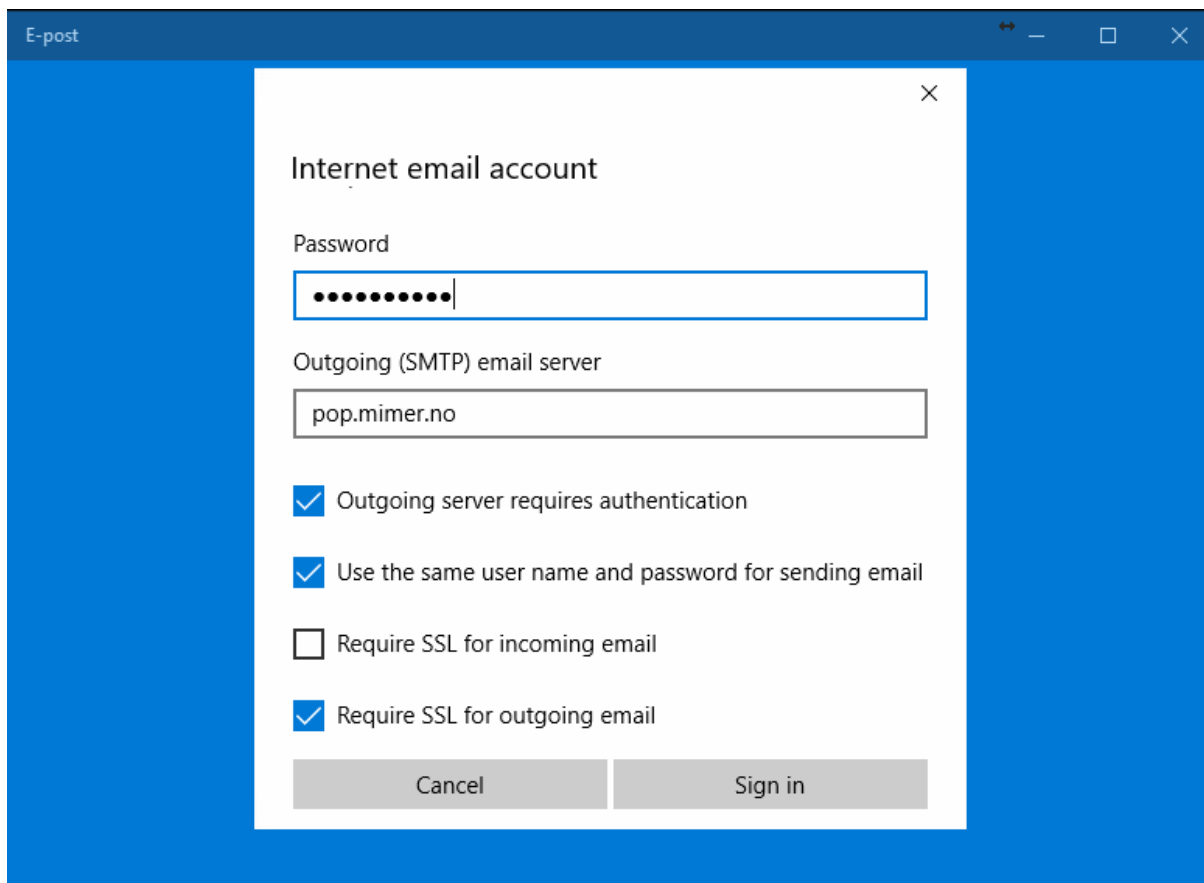 E-post
Internet email account
Password
••••••••••
Outgoing (SMTP) email server
pop.mimer.no
Outgoing server requires authentication
Use the same user name and password for sending email
Require SSL for incoming email
Require SSL for outgoing email
Cancel
Sign in